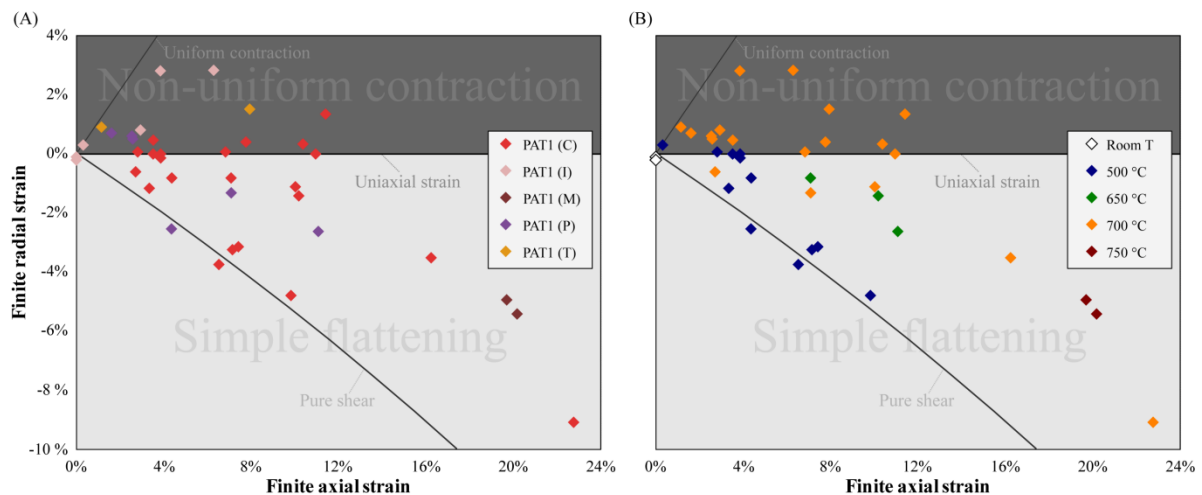 (A)
(B)
4%
2%
0%
-2 %
-4 %
-6 %
-8 %
-10 %
Finite radial strain
Uniform contraction
Non-uniform contraction
Uniaxial strain
PAT1 (C)
PAT1 (I)
PAT1 (M)
PAT1 (P)
PAT1 (T)
Simple flattening
Pure shear
0%
4%
8%
12%
16%
20%
24%
Finite axial strain
Uniform contraction
Non-uniform contraction
Uniaxial strain
Room T
500 °C
650 °C
700 °C
750 °C
Simple flattening
Pure shear
0%
4%
8%
12%
16%
20%
24%
Finite axial strain